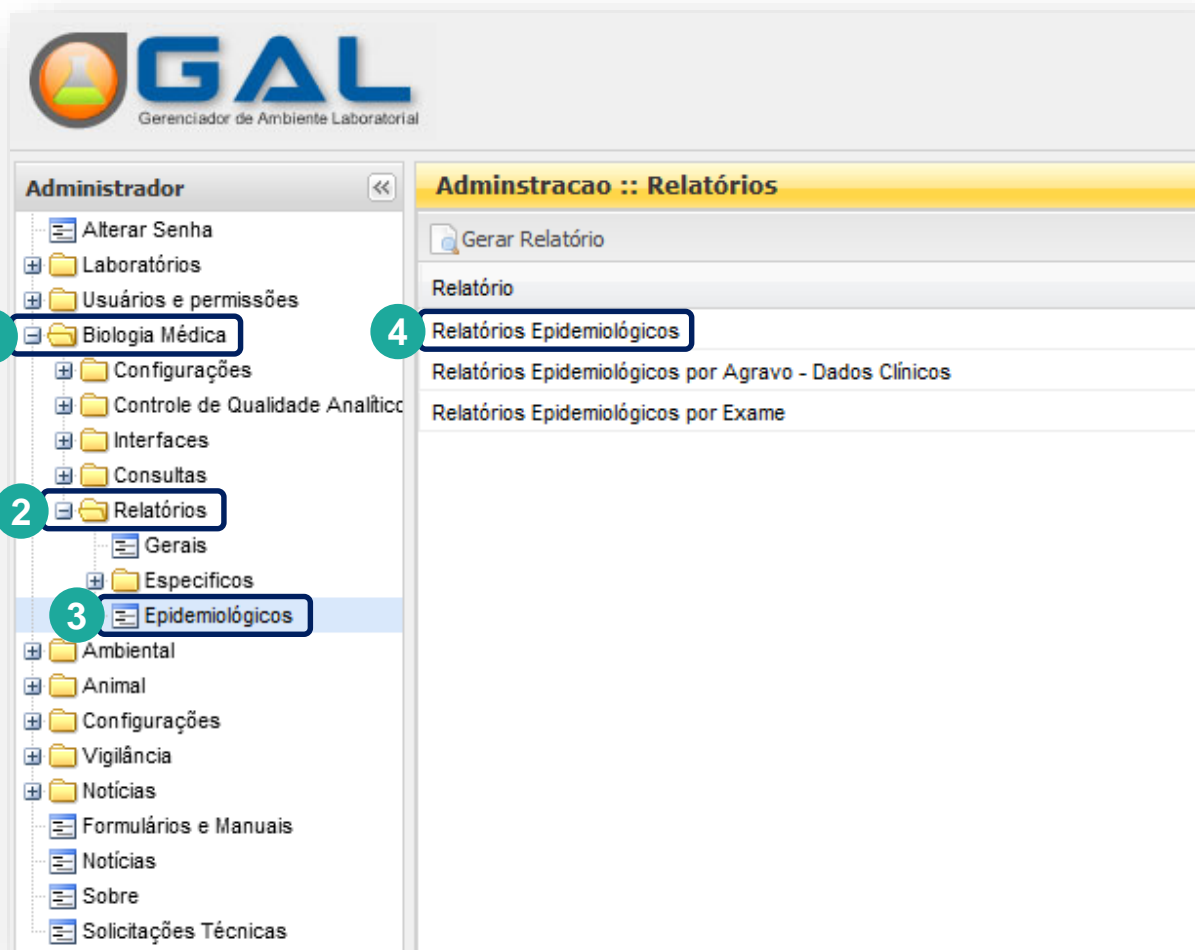 GAL
Gerenciador de Ambiente Laboratorial
Administrador
Alterar Senha
Laboratórios
Usuários e permissões
Biologia Médica
Configurações
Controle de Qualidade Analítico
Interfaces
Consultas
2 Relatórios
Gerais
Especificos
3 Epidemiológicos
Ambiental
Animal
Configurações
Vigilância
Notícias
Formulários e Manuais
Notícias
Sobre
Solicitações Técnicas
Adminstracao :: Relatórios
Gerar Relatório
Relatório
4 Relatórios Epidemiológicos
Relatórios Epidemiológicos por Agravo - Dados Clínicos
Relatórios Epidemiológicos por Exame